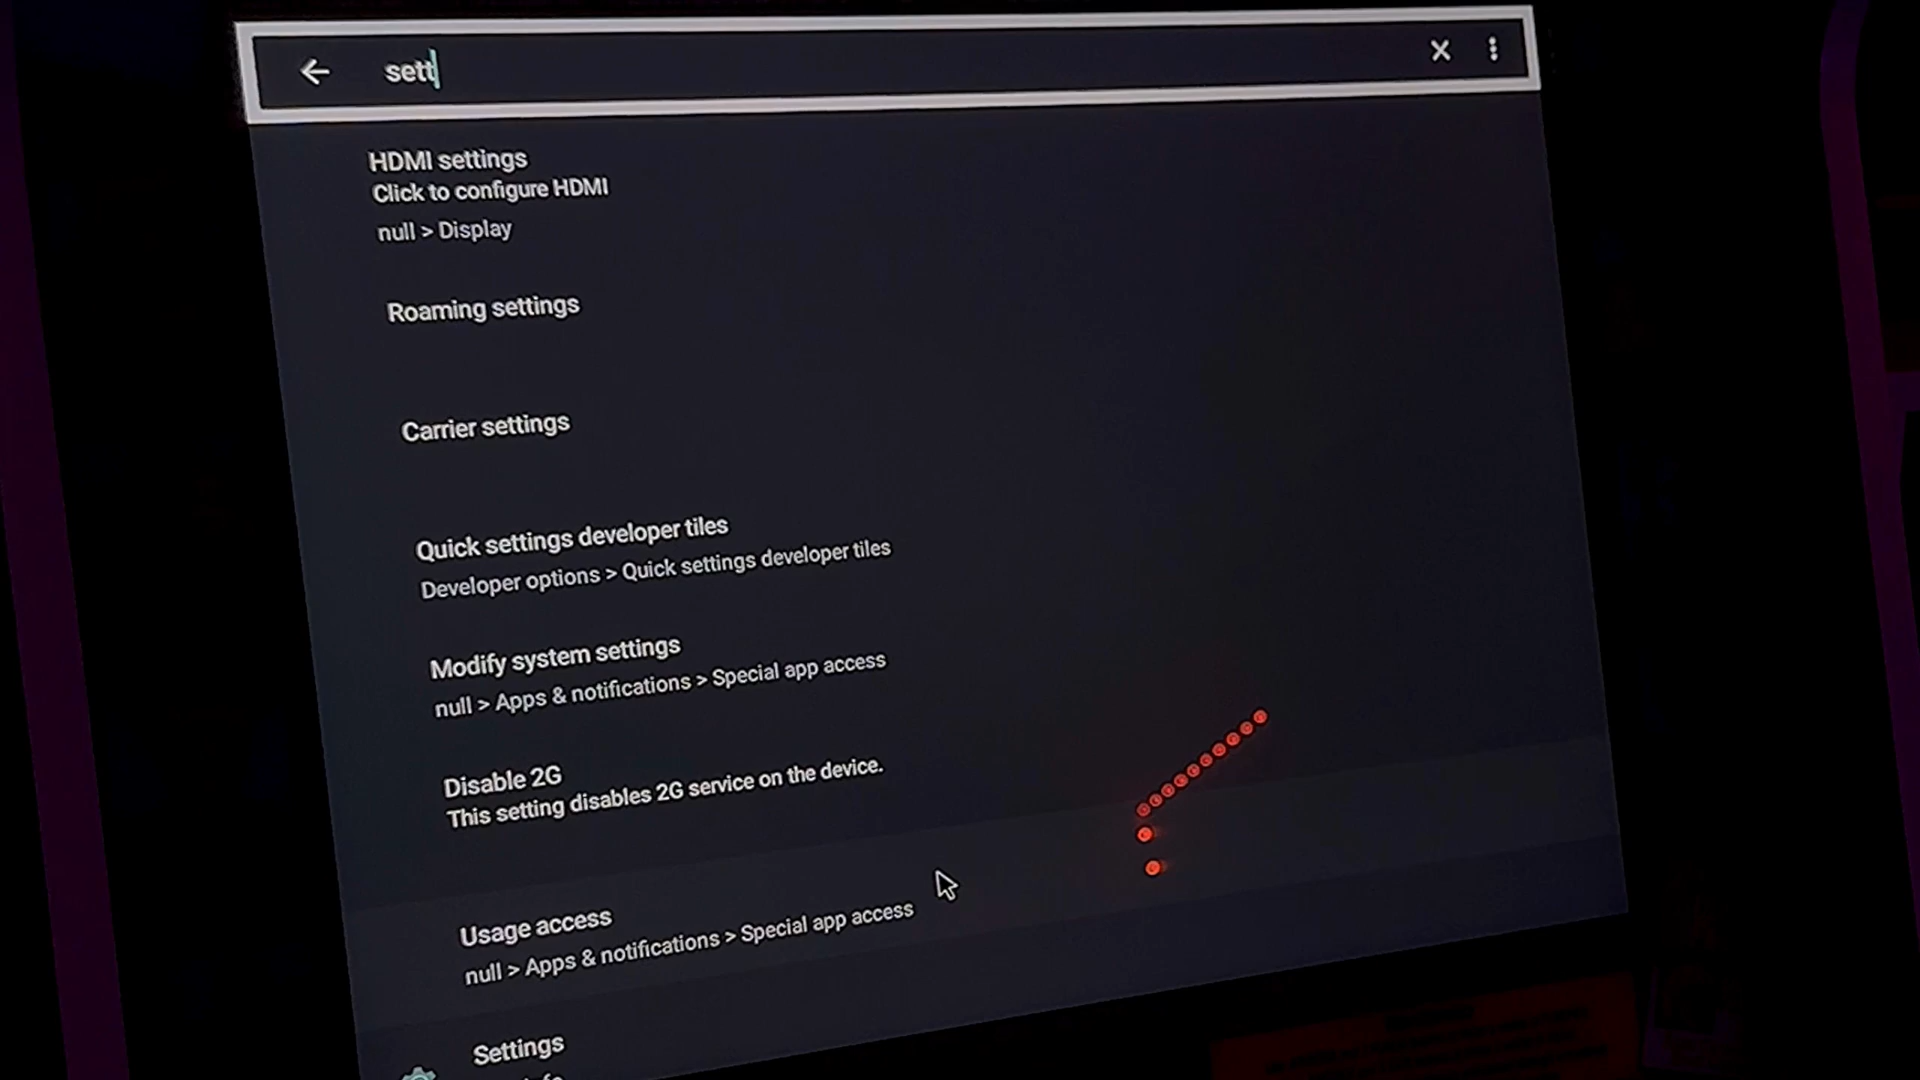 sett
HDMI settings
Click to configure HDMI
null > Display
Roaming settings
Carrier settings
Quick settings developer tiles
Developer options > Quick settings developer tiles
Modify system settings
null > Apps & notifications > Special app access
Disable 2G
This setting disables 2G service on the device.
Usage access
null > Apps & notifications > Special app access
Settings